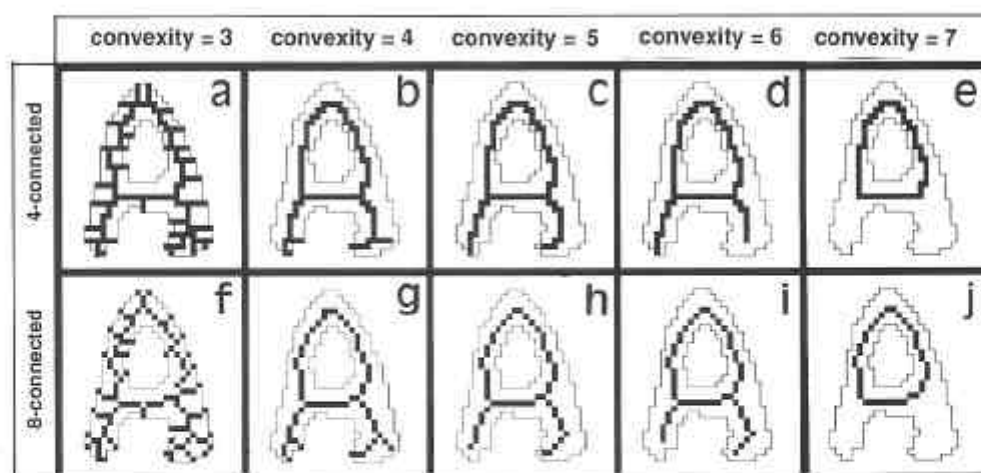 convexity = 3 convexity = 4 convexity = 5 convexity = 6 convexity = 7
4-connected
a b c d e
8-connected
f g h i j